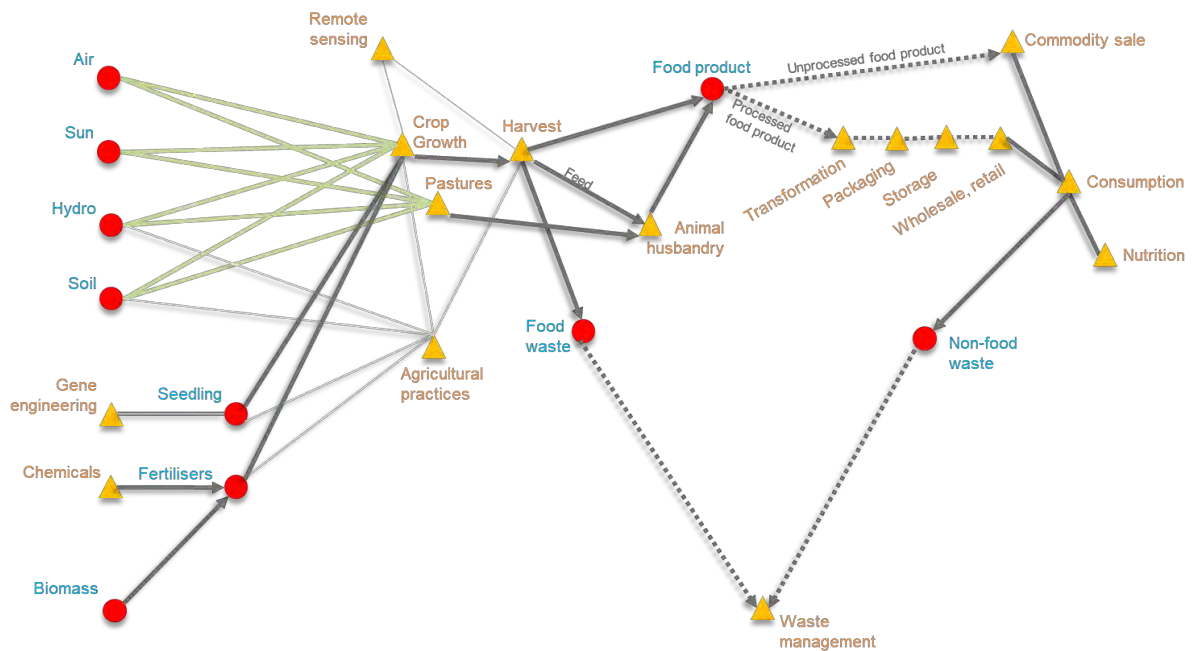 Remote
sensing
Air
Commodity sale
Unprocessed food product
Food product
Sun
Crop
Growth
Harvest
Processed
food product
Transformation
Packaging
Storage
Wholesale, retail
Consumption
Pastures
Feed
Hydro
Animal
husbandry
Nutrition
Soil
Food
waste
Non-food
waste
Agricultural
practices
Gene
engineering
Seedling
Chemicals
Fertilisers
Biomass
Waste
management